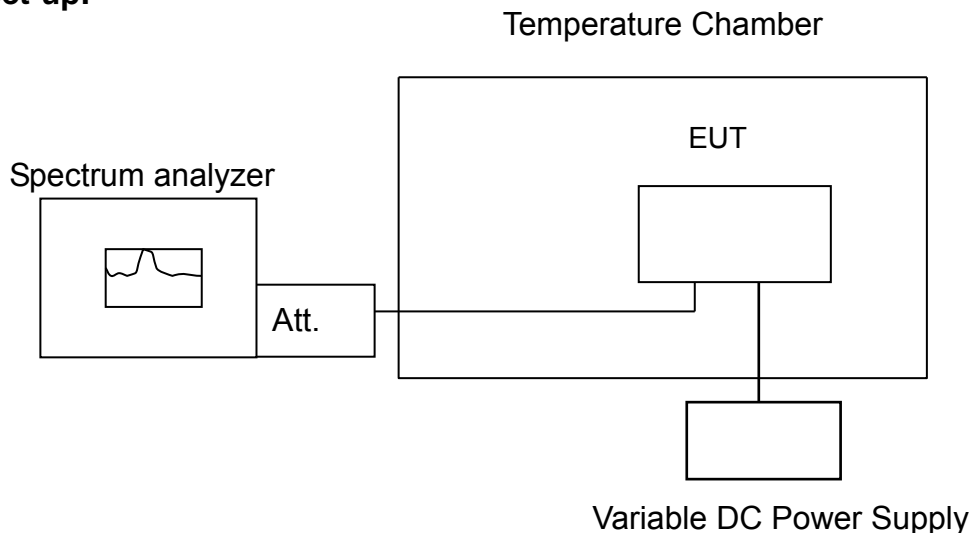 Temperature Chamber
EUT
Spectrum analyzer
Att.
Variable DC Power Supply